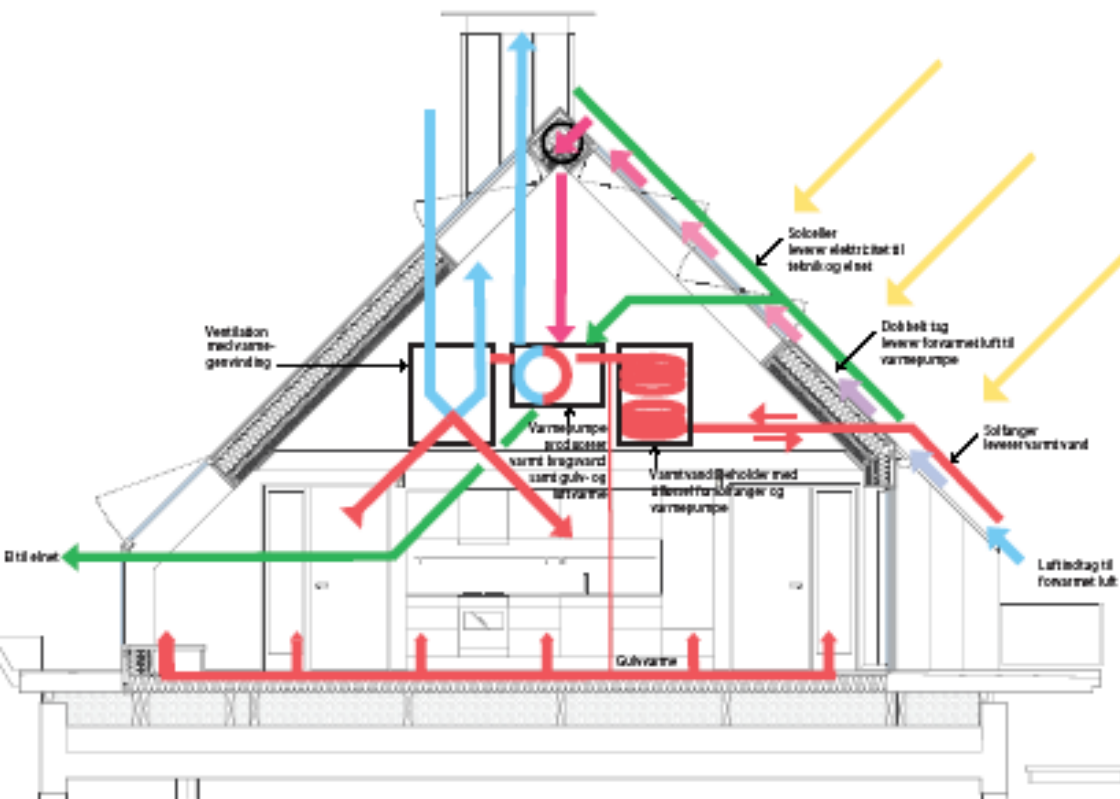 Solceller
leverer elektricitet til
teknik og elnet
Ventilation
med varme-
genvinding
Dobbelt tag
leverer forvarmet luft til
varmepumpe
Solfanger
leverer varmt vand
Varmepumpe
producerer
varmt brugsvand
samt gulv- og
luftvarme
Varmtvandsbeholder med
tilførsel fra solfanger og
varmepumpe
El til elnet
Luftindtag til
forvarmet luft
Gulvvarme